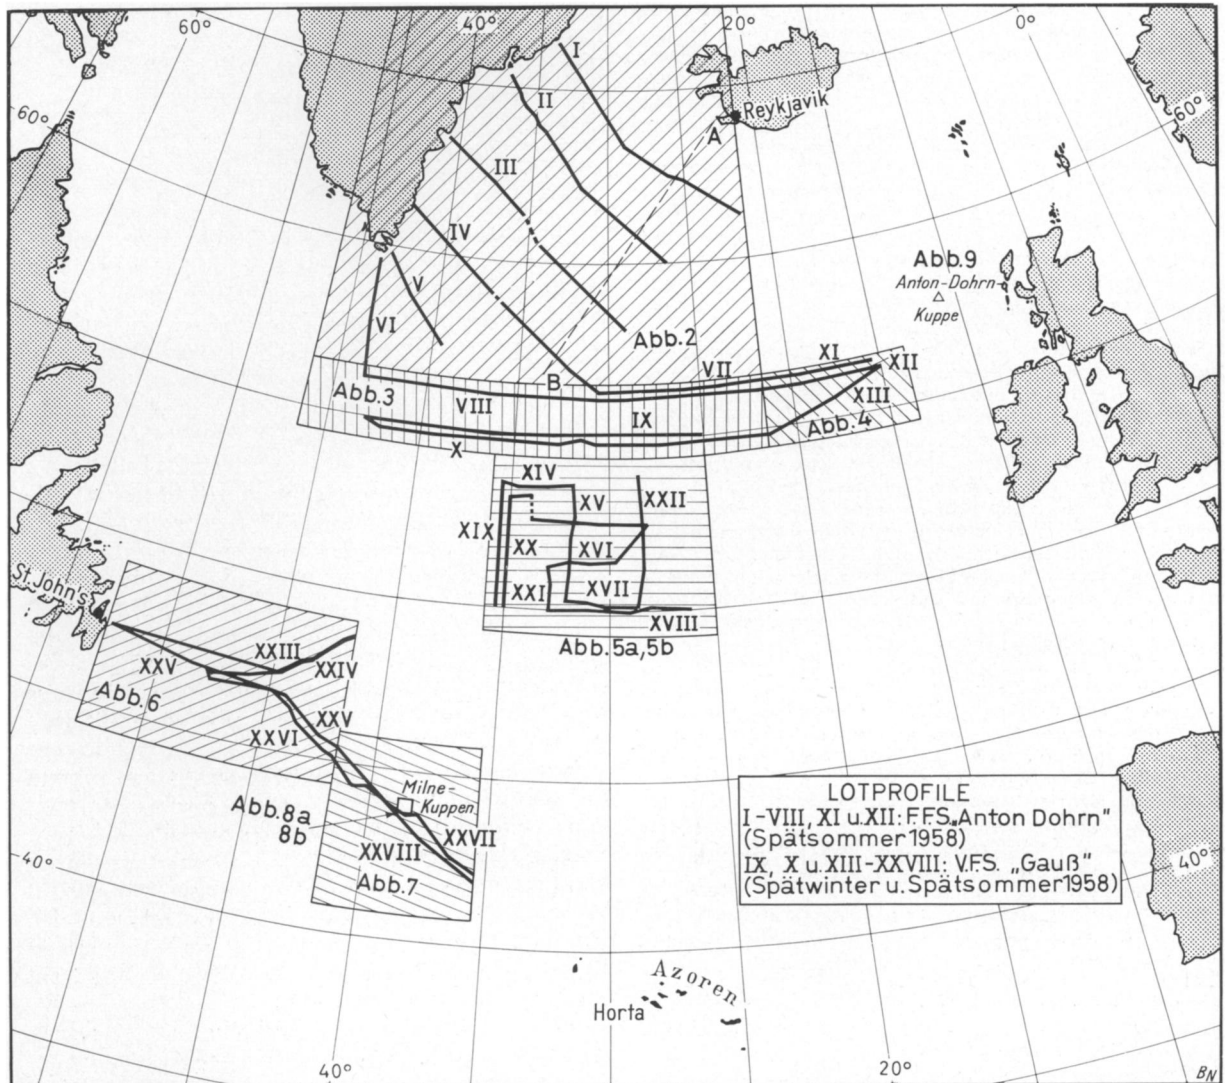 60°
40°
20°
0°
I
II
Reykjavik
A
60°
60°
III
IV
V
VI
Abb.9
Anton-Dohrn-
Kuppe
Abb.2
VII
XI
XII
B
Abb.3
VIII
IX
XIII
Abb.4
X
XIV
XV
XXII
XIX
XX
XVI
XXI
XVII
XVIII
Abb.5a,5b
St.John's
XXIII
XXIV
XXV
Abb.6
XXV
XXVI
Milne-
Kuppen
Abb.8a
8b
XXVII
XXVIII
Abb.7
LOTPROFILE
I-VIII, XI u.XII: F.F.S. „Anton Dohrn"
(Spätsommer 1958)
IX, X u.XIII-XXVIII: V.F.S. „Gauß"
(Spätwinter u. Spätsommer 1958)
40°
40°
Azoren
Horta
40°
20°
BN